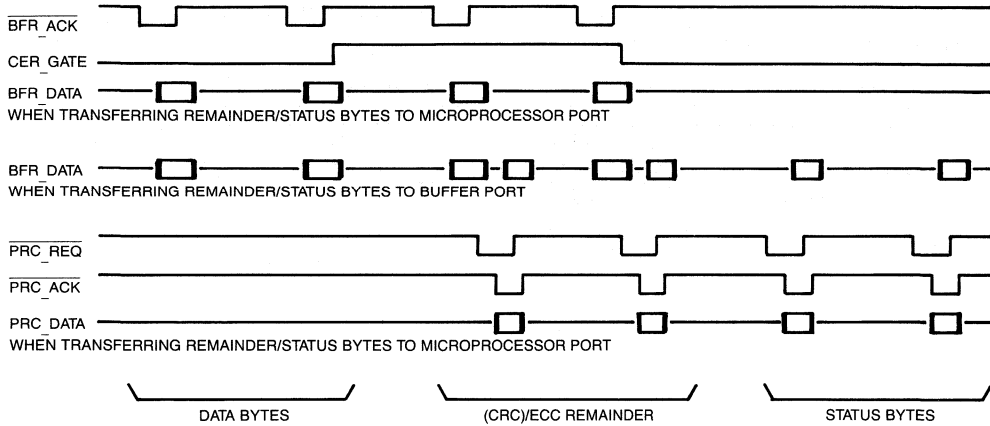 BFR_ACK
CER_GATE
BFR_DATA
WHEN TRANSFERRING REMAINDER/STATUS BYTES TO MICROPROCESSOR PORT
BFR_DATA
WHEN TRANSFERRING REMAINDER/STATUS BYTES TO BUFFER PORT
PRC_REQ
PRC_ACK
PRC_DATA
WHEN TRANSFERRING REMAINDER/STATUS BYTES TO MICROPROCESSOR PORT
DATA BYTES
(CRC)/ECC REMAINDER
STATUS BYTES